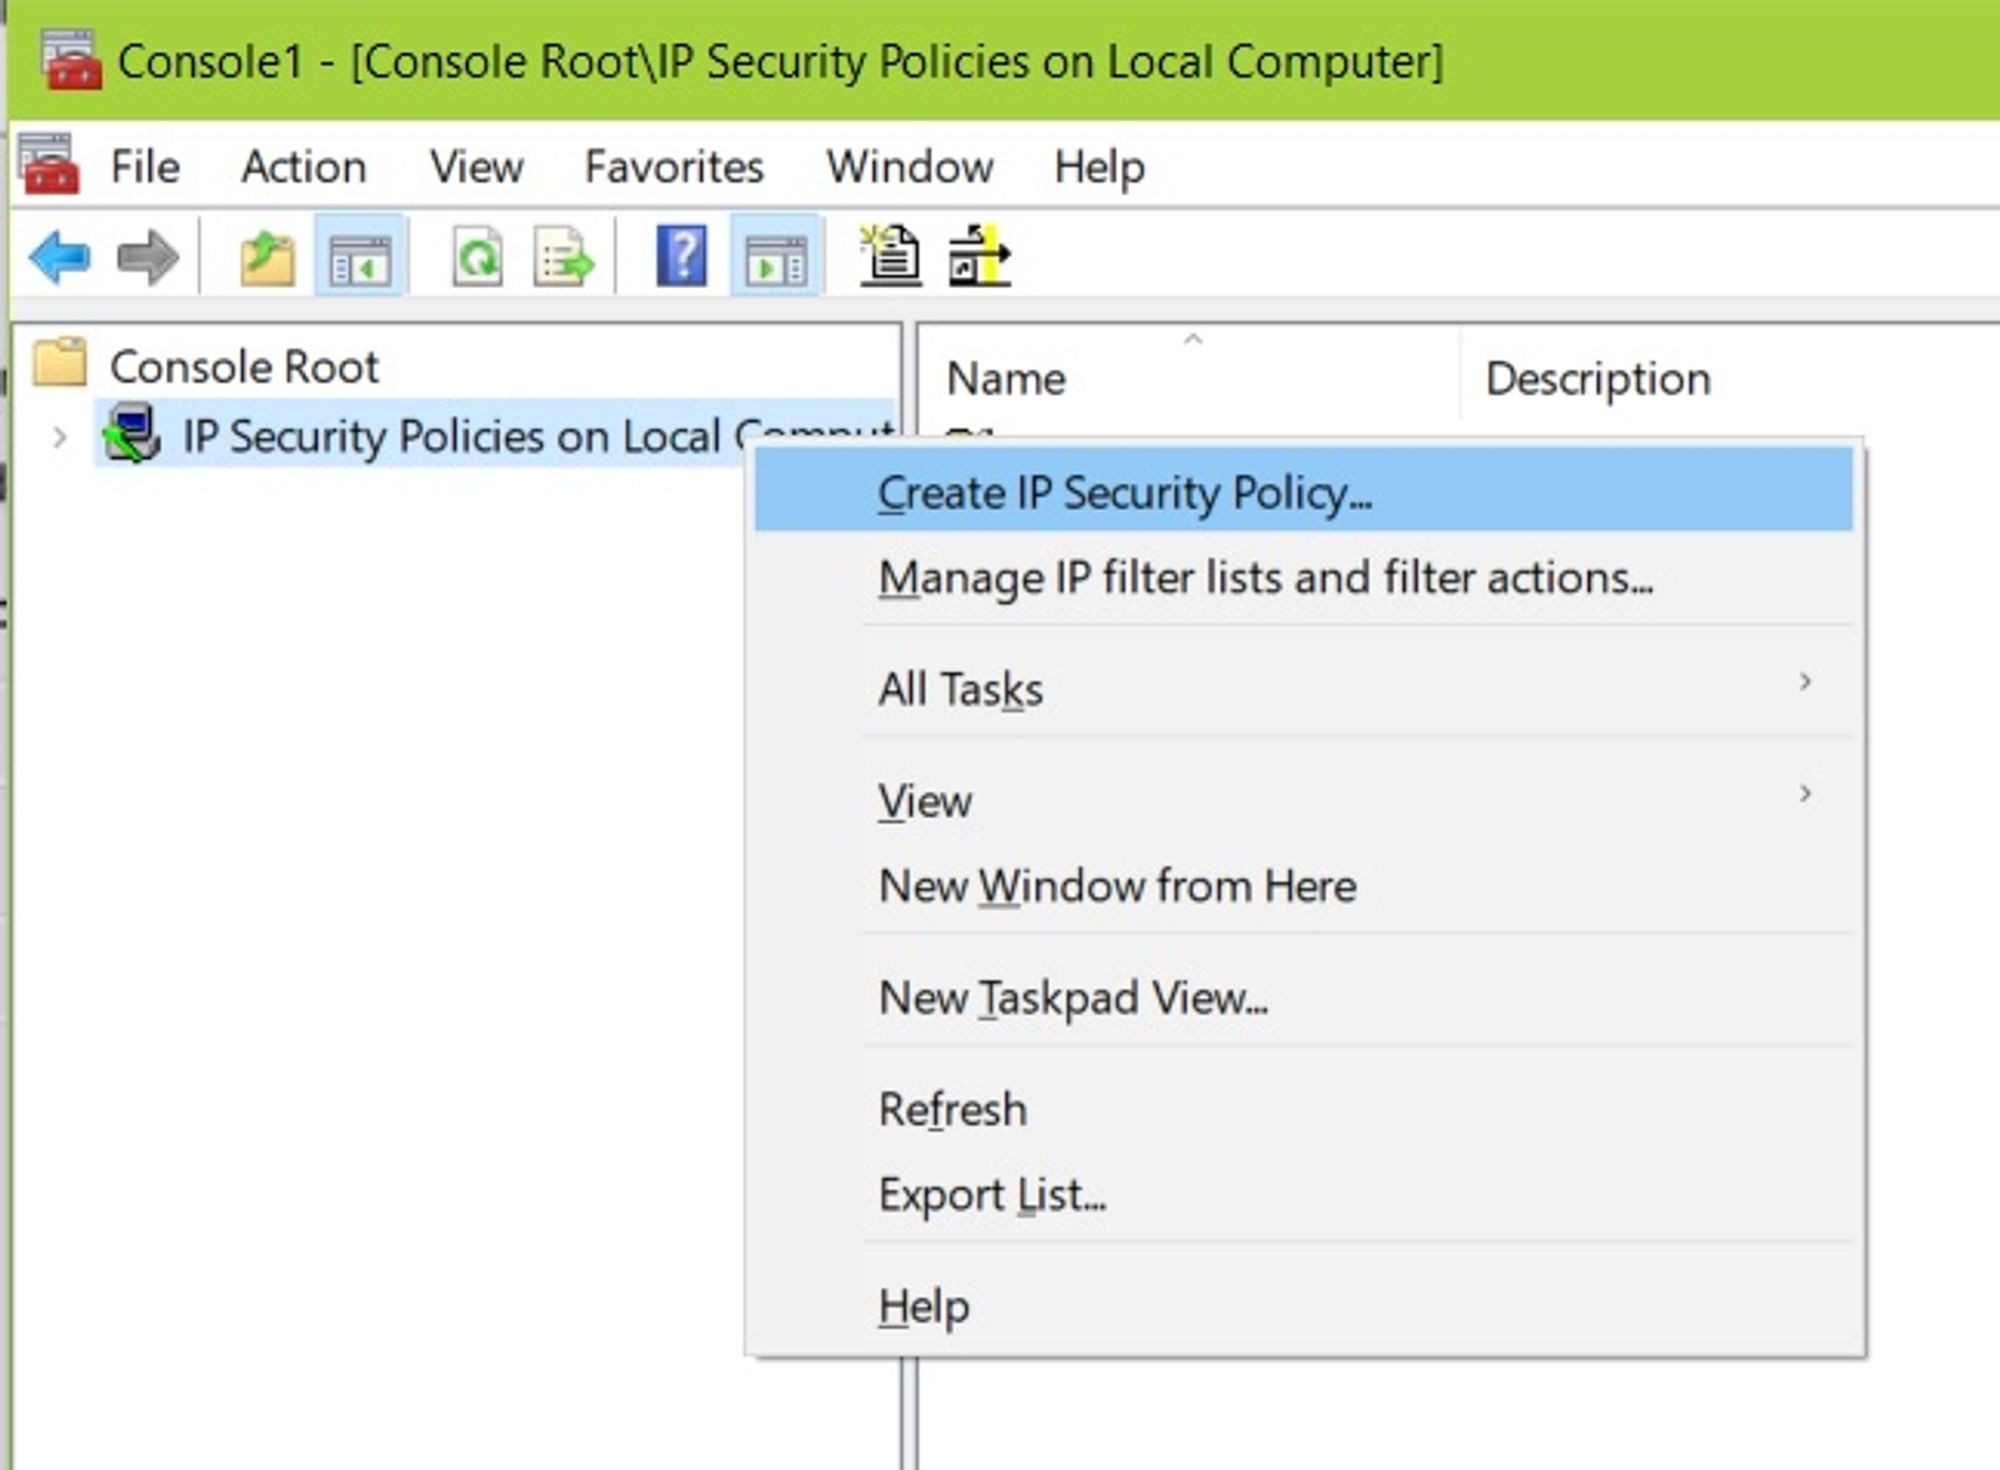 Console1 - [Console Root\IP Security Policies on Local Computer]
File Action View Favorites Window Help
Console Root
IP Security Policies on Local
Name
Description
Create IP Security Policy...
Manage IP filter lists and filter actions...
All Tasks
View
New Window from Here
New Taskpad View...
Refresh
Export List...
Help